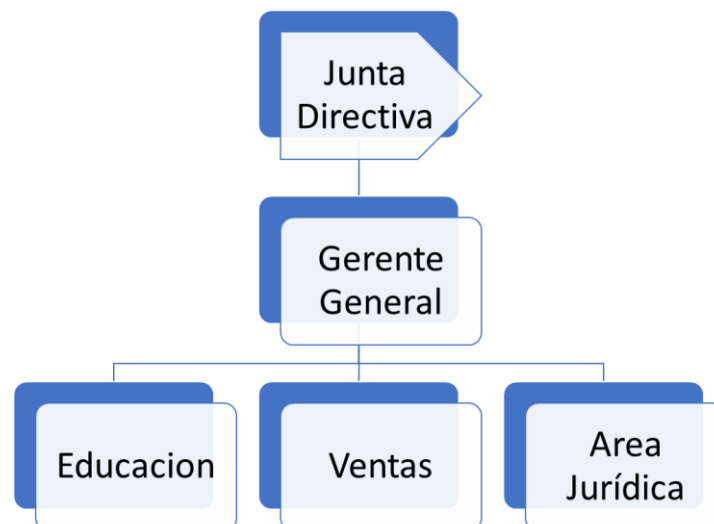 Junta
Directiva
Gerente
General
Educacion
Ventas
Area
Jurídica